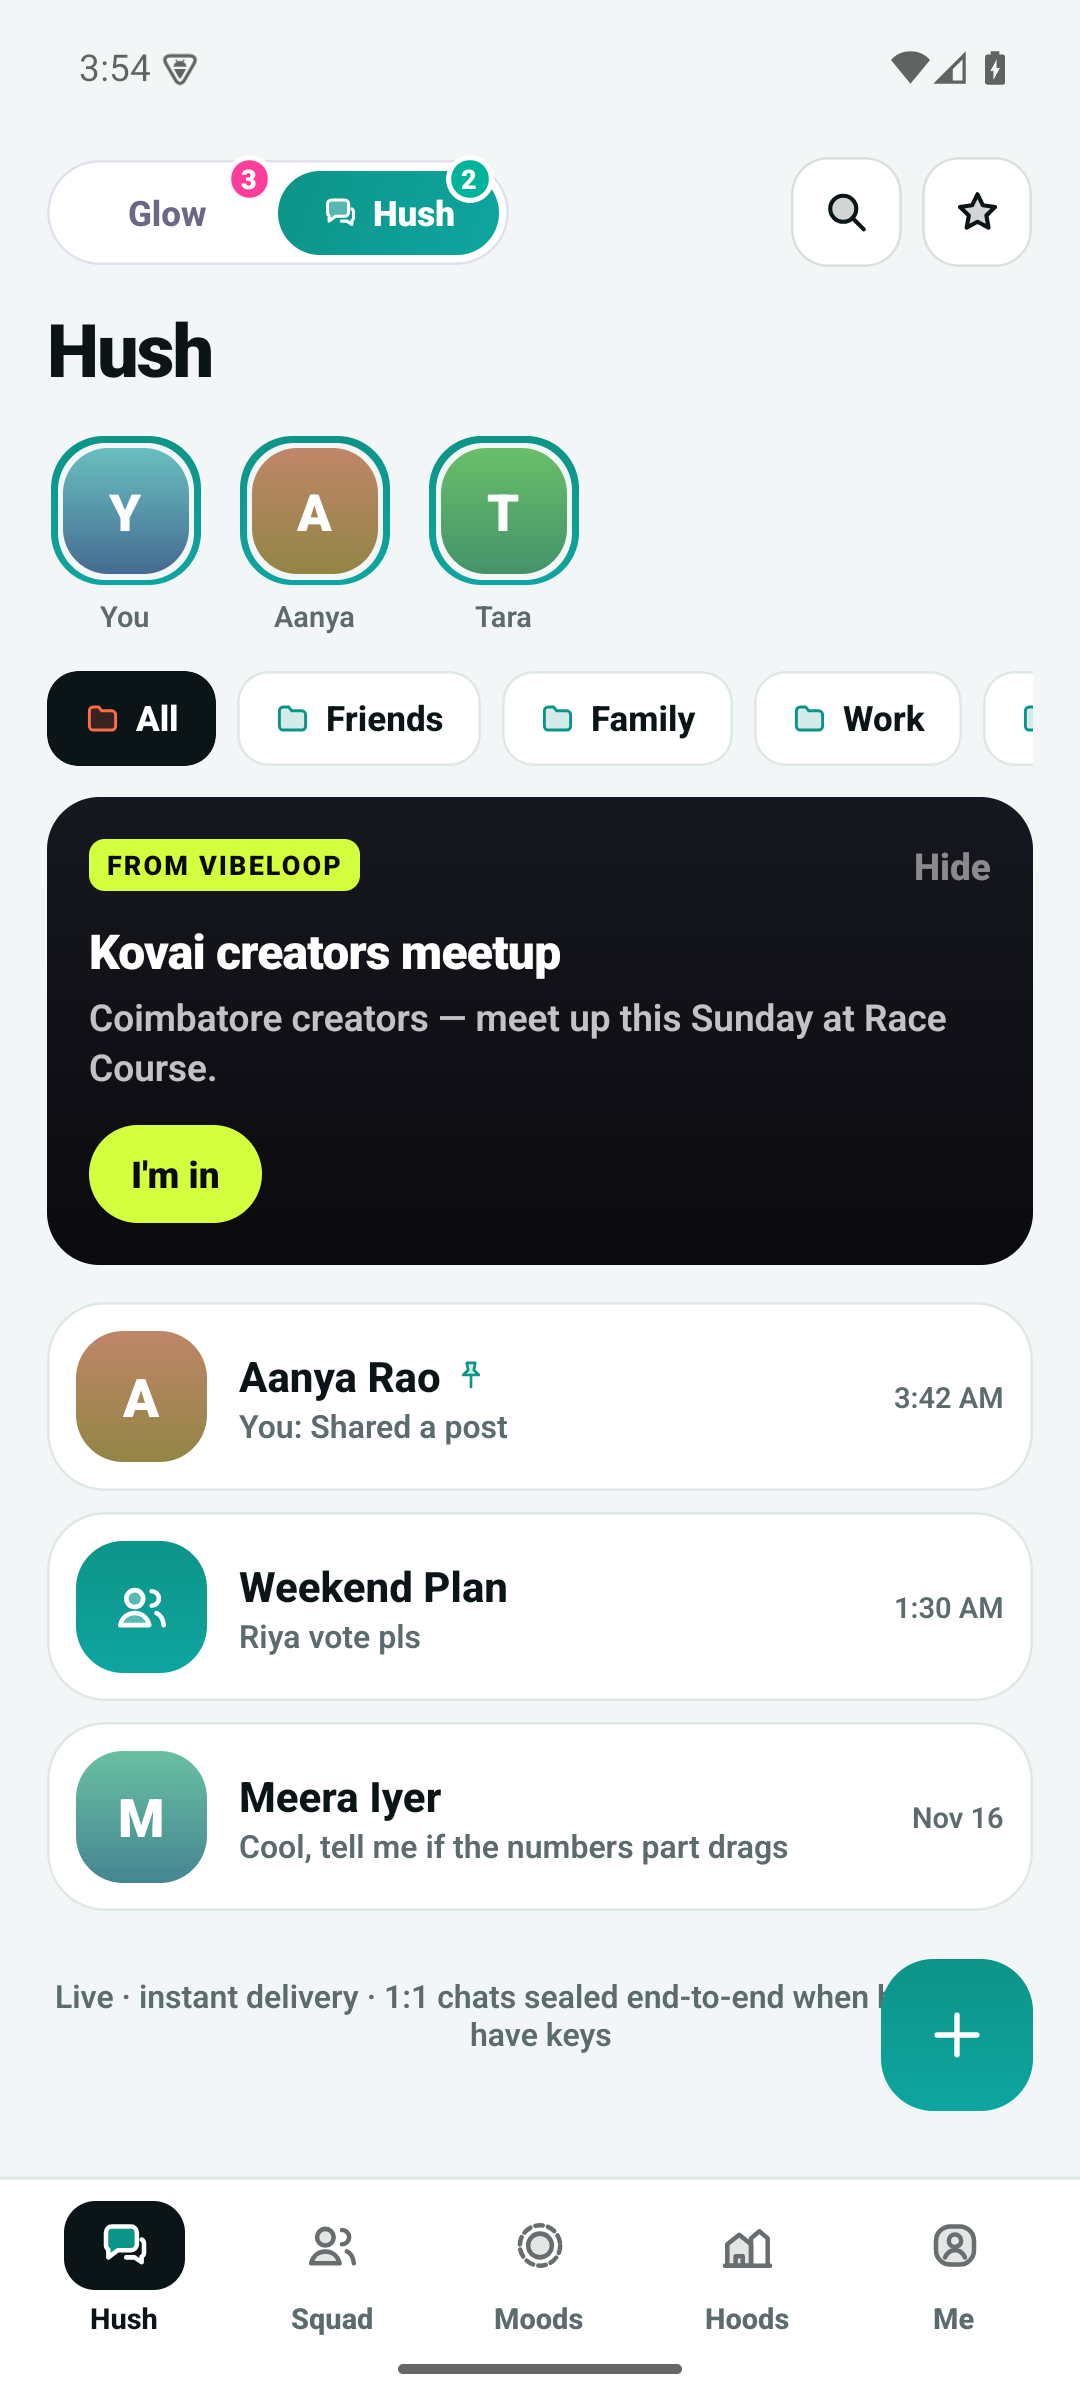 3:54
Glow
3
Hush
2
Hush
Y
A
T
You
Aanya
Tara
All
Friends
Family
Work
FROM VIBELOOP
Hide
Kovai creators meetup
Coimbatore creators — meet up this Sunday at Race
Course.
I'm in
A
Aanya Rao
You: Shared a post
3:42 AM
Weekend Plan
Riya vote pls
1:30 AM
M
Meera Iyer
Cool, tell me if the numbers part drags
Nov 16
Live · instant delivery · 1:1 chats sealed end-to-end when
have keys
Hush
Squad
Moods
Hoods
Me